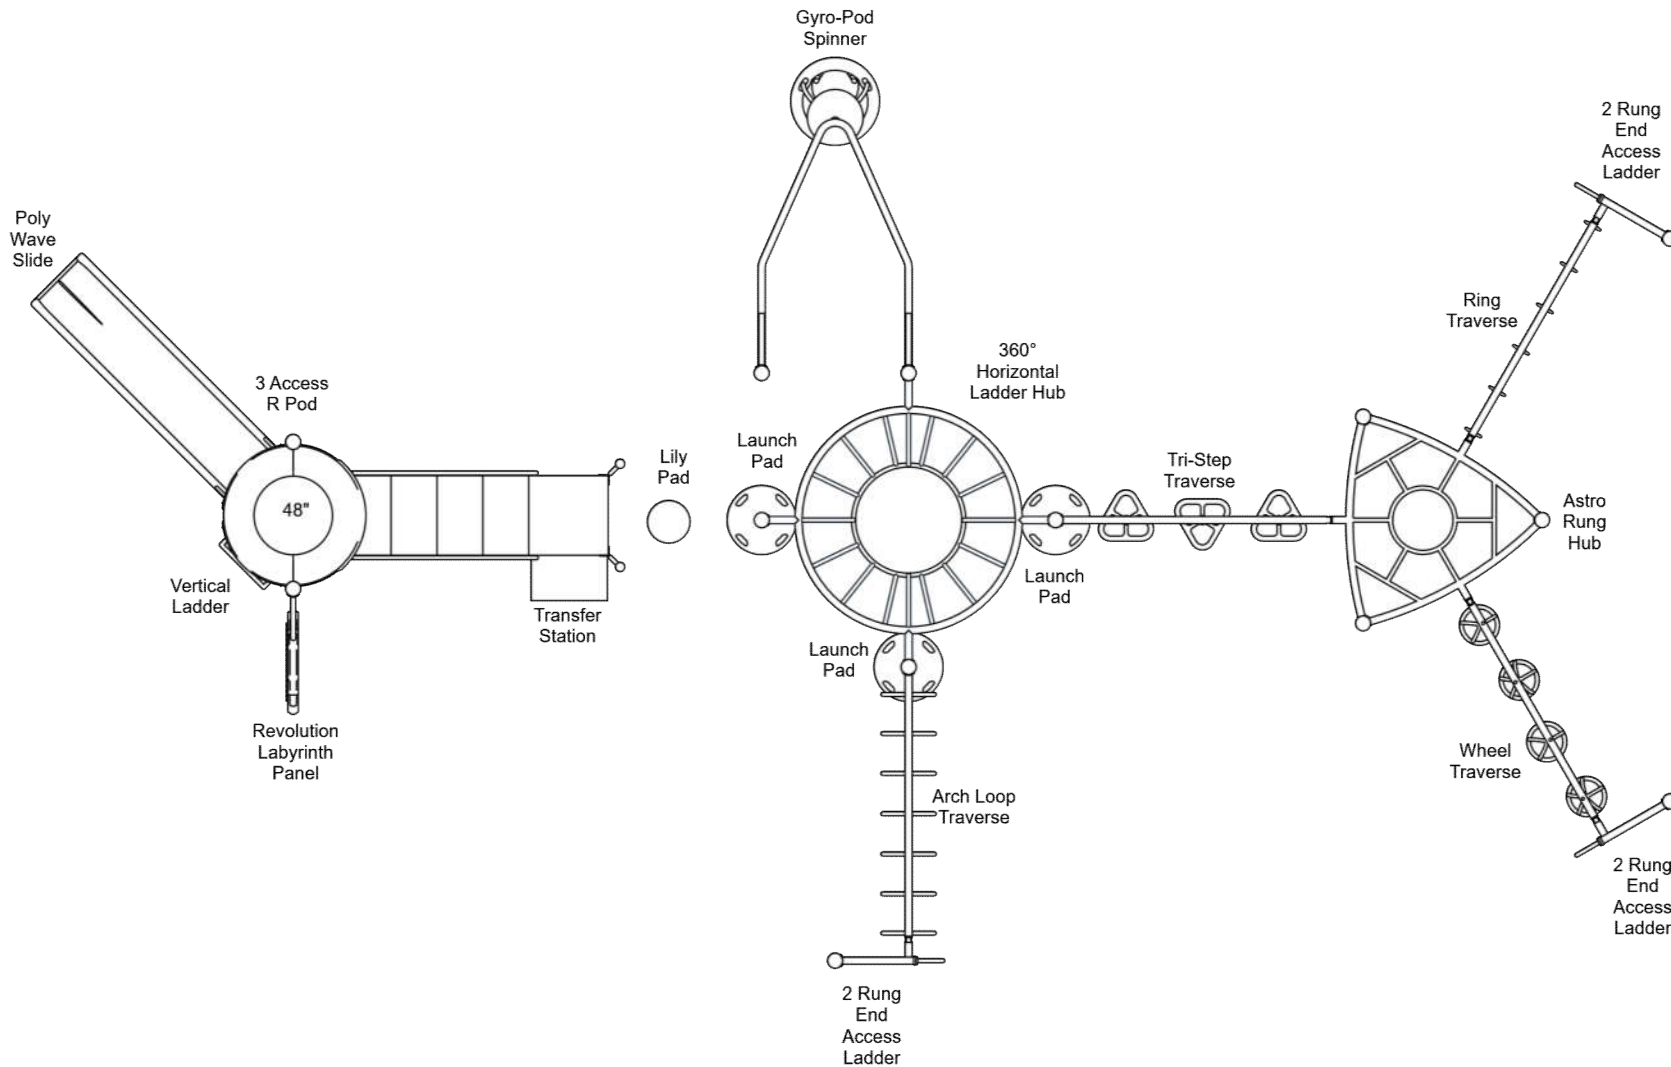 Gyro-Pod
Spinner
2 Rung
End
Access
Ladder
Poly
Wave
Slide
Ring
Traverse
360°
Horizontal
Ladder Hub
3 Access
R Pod
Launch
Pad
Lily
Pad
Tri-Step
Traverse
48"
Astro
Rung
Hub
Vertical
Ladder
Launch
Pad
Transfer
Station
Launch
Pad
Revolution
Labyrinth
Panel
Wheel
Traverse
Arch Loop
Traverse
2 Rung
End
Access
Ladder
2 Rung
End
Access
Ladder